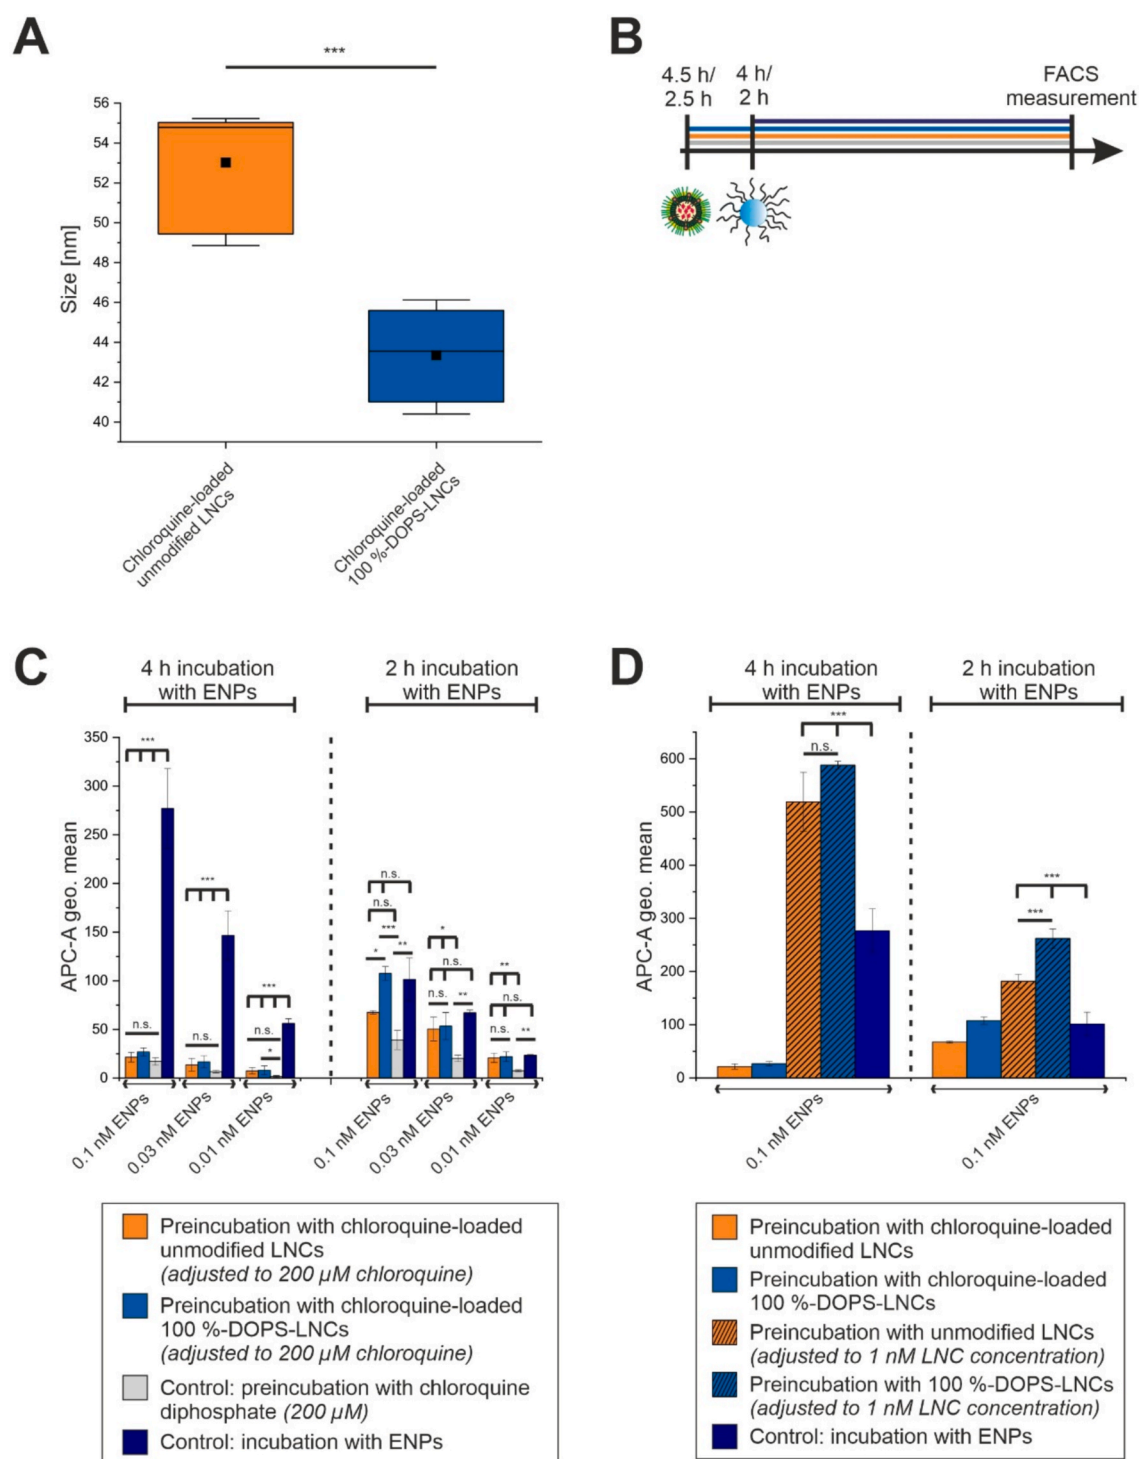 A
***
56
54
52
50
48
46
44
42
40
Size [nm]
Chloroquine-loaded
unmodified LNCs
Chloroquine-loaded
100 %-DOPS-LNCs
B
4.5 h/
2.5 h
4 h/
2 h
FACS
measurement
C
4 h incubation
with ENPs
2 h incubation
with ENPs
350
300
250
200
150
100
50
0
APC-A geo. mean
***
n.s.
***
n.s.
***
n.s.
*
n.s.
n.s.
***
*
**
*
n.s.
n.s.
**
**
n.s.
n.s.
**
0.1 nM ENPs
0.03 nM ENPs
0.01 nM ENPs
0.1 nM ENPs
0.03 nM ENPs
0.01 nM ENPs
Preincubation with chloroquine-loaded
unmodified LNCs
(adjusted to 200 µM chloroquine)
Preincubation with chloroquine-loaded
100 %-DOPS-LNCs
(adjusted to 200 µM chloroquine)
Control: preincubation with chloroquine
diphosphate (200 µM)
Control: incubation with ENPs
D
4 h incubation
with ENPs
2 h incubation
with ENPs
600
500
400
300
200
100
0
APC-A geo. mean
***
n.s.
***
***
0.1 nM ENPs
0.1 nM ENPs
Preincubation with chloroquine-loaded
unmodified LNCs
Preincubation with chloroquine-loaded
100 %-DOPS-LNCs
Preincubation with unmodified LNCs
(adjusted to 1 nM LNC concentration)
Preincubation with 100 %-DOPS-LNCs
(adjusted to 1 nM LNC concentration)
Control: incubation with ENPs